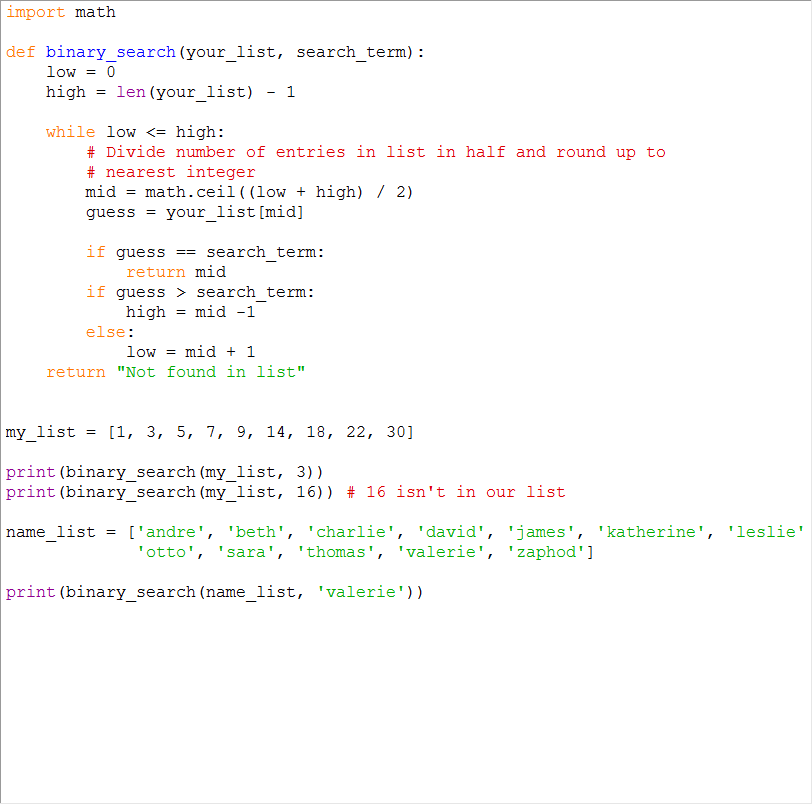 import math

def binary_search(your_list, search_term):
    low = 0
    high = len(your_list) - 1

    while low <= high:
        # Divide number of entries in list in half and round up to
        # nearest integer
        mid = math.ceil((low + high) / 2)
        guess = your_list[mid]

        if guess == search_term:
            return mid
        if guess > search_term:
            high = mid -1
        else:
            low = mid + 1
    return "Not found in list"


my_list = [1, 3, 5, 7, 9, 14, 18, 22, 30]

print(binary_search(my_list, 3))
print(binary_search(my_list, 16)) # 16 isn't in our list

name_list = ['andre', 'beth', 'charlie', 'david', 'james', 'katherine', 'leslie'
             'otto', 'sara', 'thomas', 'valerie', 'zaphod']

print(binary_search(name_list, 'valerie'))